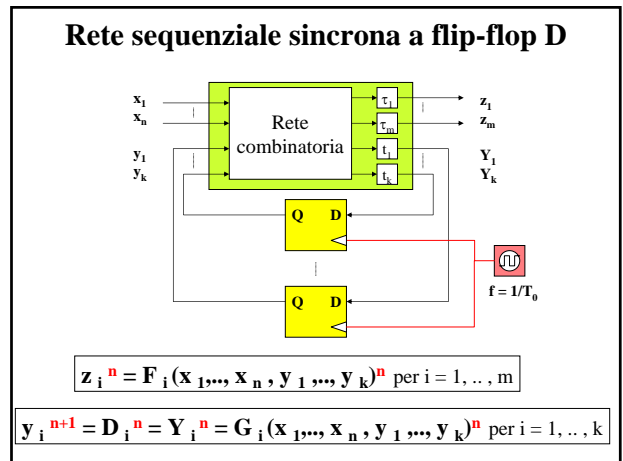 Rete sequenziale sincrona a flip-flop D
x₁ τ₁ z₁
xₙ Rete τₘ zₘ
y₁ combinatoria t₁ Y₁
yₖ tₖ Yₖ
Q D
Q D
f = 1/T₀
z ᵢ ⁿ = F ᵢ (x ₁,.., x ₙ , y ₁ ,.., y ₖ)ⁿ per i = 1, .. , m
y ᵢ ⁿ⁺¹ = D ᵢ ⁿ = Y ᵢ ⁿ = G ᵢ (x ₁,.., x ₙ , y ₁ ,.., y ₖ)ⁿ per i = 1, .. , k